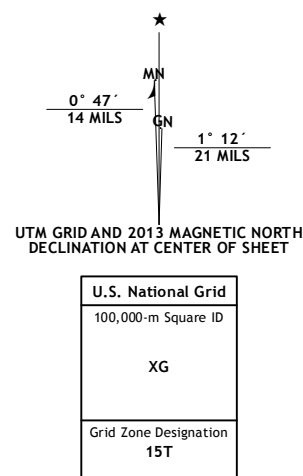 MN
0° 47´
14 MILS
GN
1° 12´
21 MILS
UTM GRID AND 2013 MAGNETIC NORTH
DECLINATION AT CENTER OF SHEET
U.S. National Grid
100,000-m Square ID
XG
Grid Zone Designation
15T